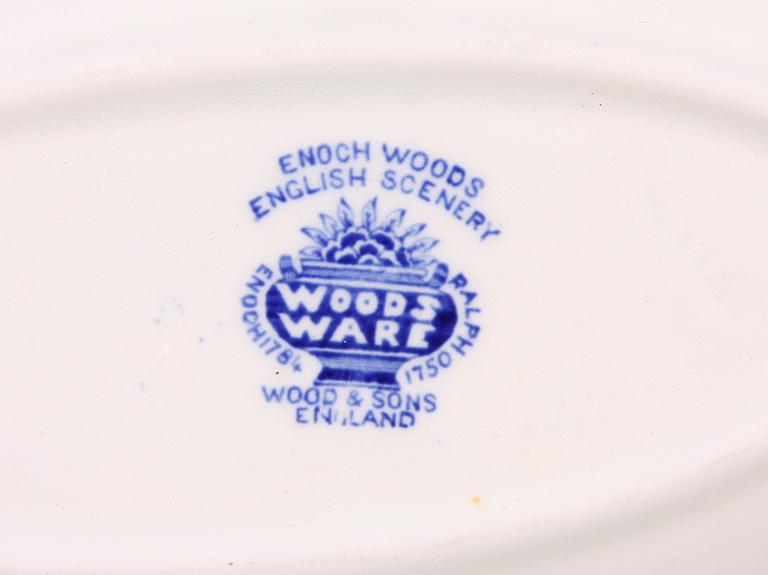 ENOCH WOODS
ENGLISH SCENERY
ENOCH 1784
WOODS
WARE
RALPH 1750
WOOD & SONS
ENGLAND